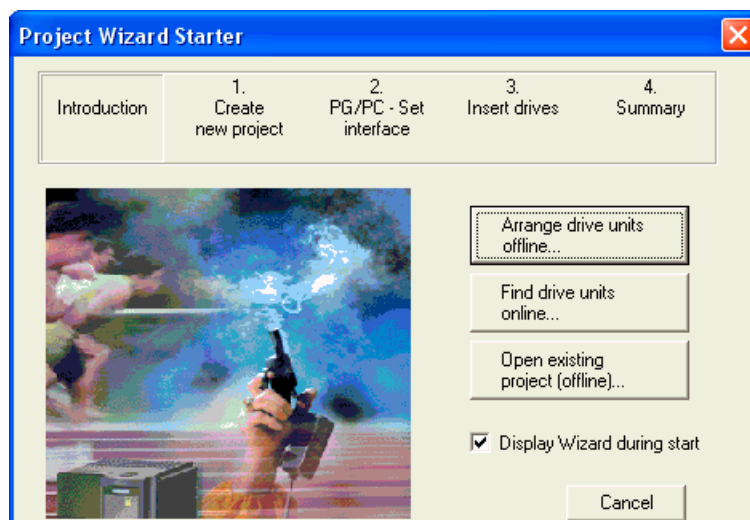 Project Wizard Starter
Introduction
1.
Create
new project
2.
PG/PC - Set
interface
3.
Insert drives
4.
Summary
Arrange drive units
offline...
Find drive units
online...
Open existing
project (offline)...
Display Wizard during start
Cancel